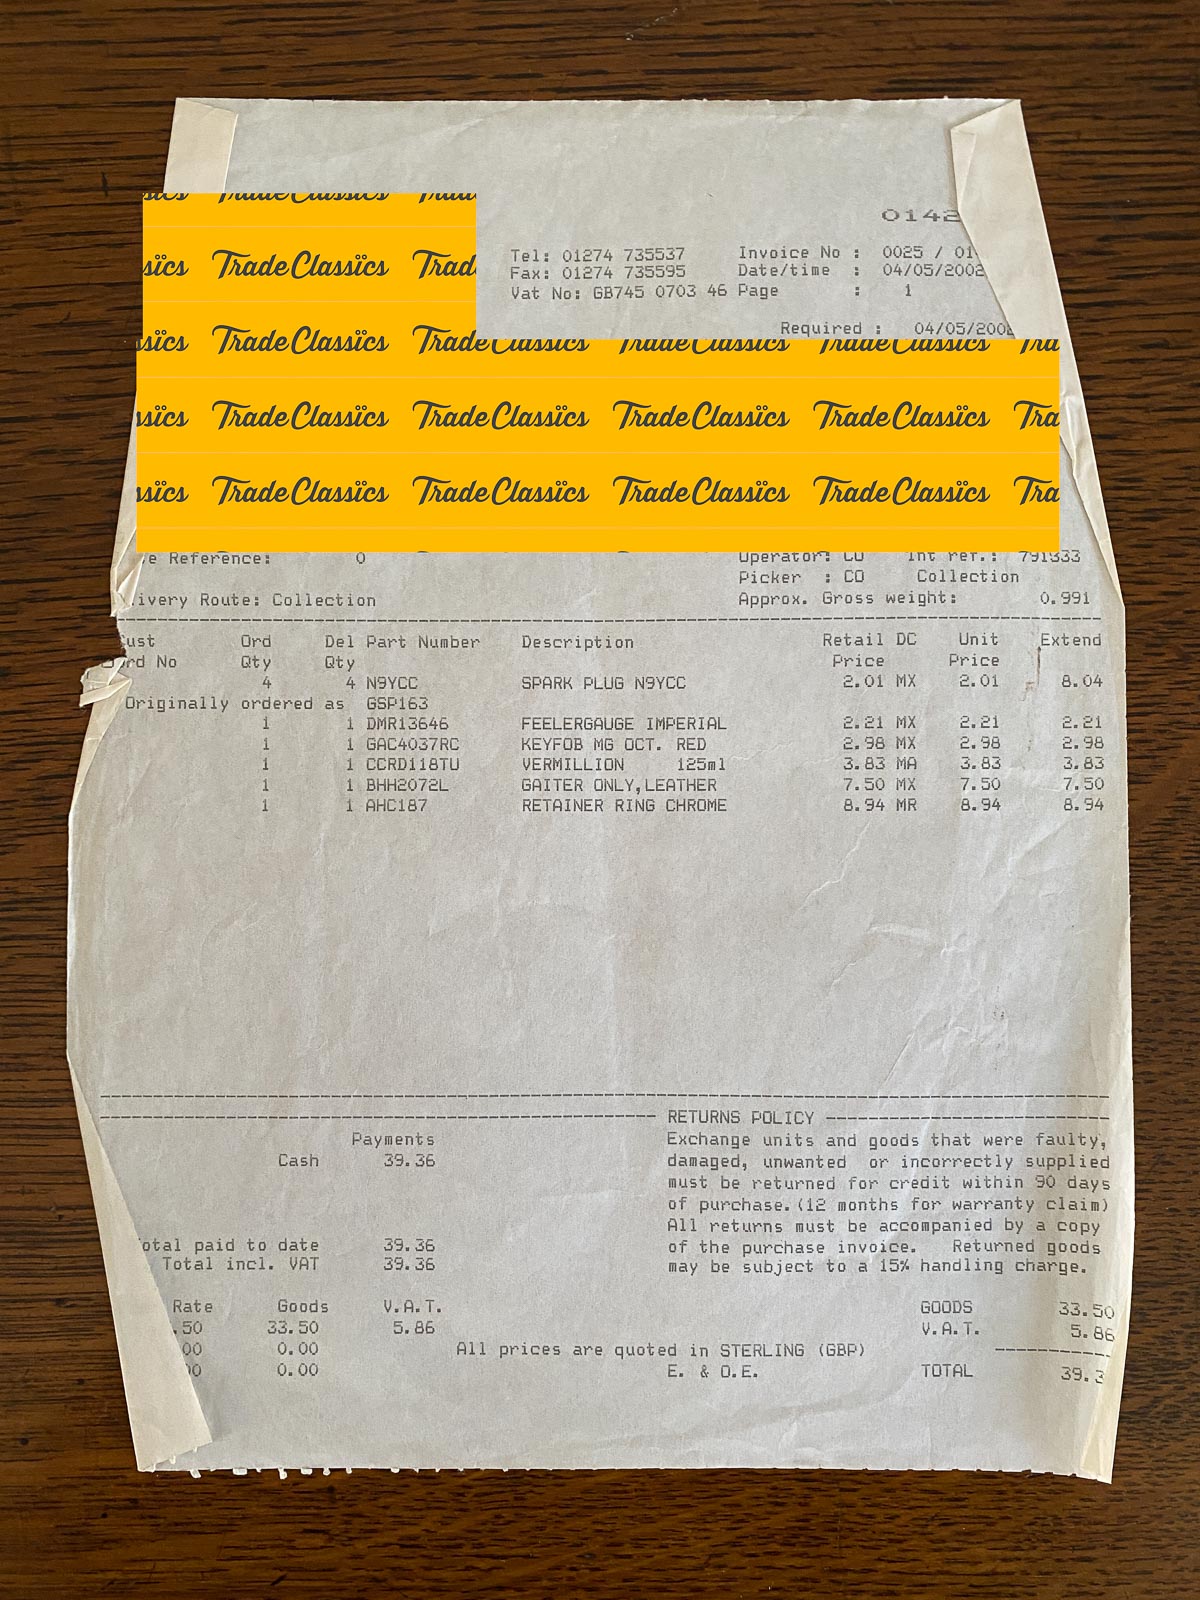 Tel: 01274 735537 Invoice No : 0025 /
Fax: 01274 735595 Date/time : 04/05/2002
Vat No: GB745 0703 46 Page : 1
Required : 04/05/200
TradeClassics
TradeClassics TradeClassics
TradeClassics TradeClassics TradeClassics TradeClassics
TradeClassics TradeClassics TradeClassics TradeClassics
Reference: 0 Operator: CO Int ref.: 791333
Picker : CO Collection
Route: Collection Approx. Gross weight: 0.991
Ord Del Part Number Description Retail DC Unit Extend
No Qty Qty Price Price
4 4 N9YCC SPARK PLUG N9YCC 2.01 MX 2.01 8.04
Originally ordered as GSP163
1 1 DMR13646 FEELERGAUGE IMPERIAL 2.21 MX 2.21 2.21
1 1 GAC4037RC KEYFOB MG OCT. RED 2.98 MX 2.98 2.98
1 1 CCRD118TU VERMILLION 125ml 3.83 MA 3.83 3.83
1 1 BHH2072L GAITER ONLY,LEATHER 7.50 MX 7.50 7.50
1 1 AHC187 RETAINER RING CHROME 8.94 MR 8.94 8.94
RETURNS POLICY
Payments Exchange units and goods that were faulty,
Cash 39.36 damaged, unwanted or incorrectly supplied
must be returned for credit within 90 days
of purchase.(12 months for warranty claim)
All returns must be accompanied by a copy
otal paid to date 39.36 of the purchase invoice. Returned goods
Total incl. VAT 39.36 may be subject to a 15% handling charge.
Rate Goods V.A.T. GOODS 33.50
.50 33.50 5.86 V.A.T. 5.86
00 0.00 All prices are quoted in STERLING (GBP)
00 0.00 E. & O.E. TOTAL 39.3